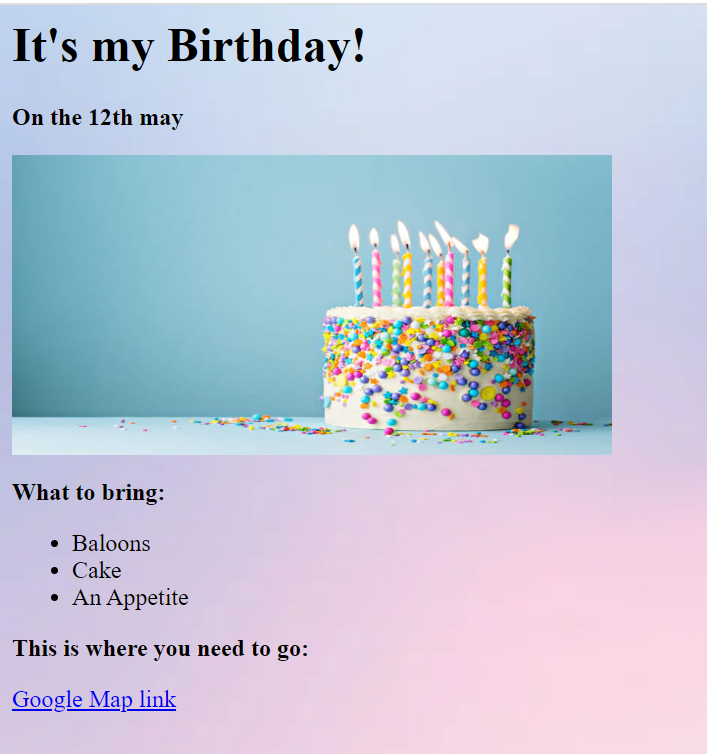 It's my Birthday!
On the 12th may
What to bring:
Baloons
Cake
An Appetite
This is where you need to go:
Google Map link